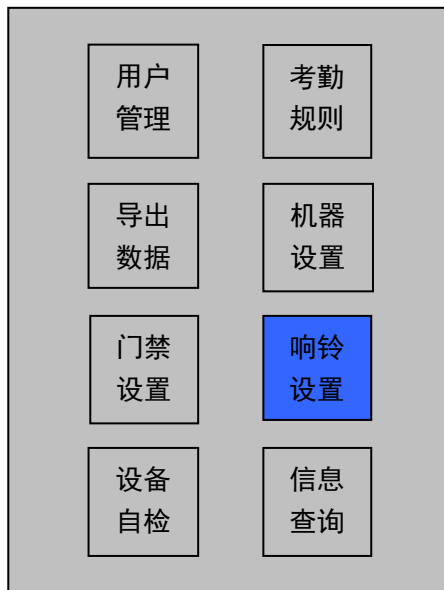 用户
管理
考勤
规则
导出
数据
机器
设置
门禁
设置
响铃
设置
设备
自检
信息
查询